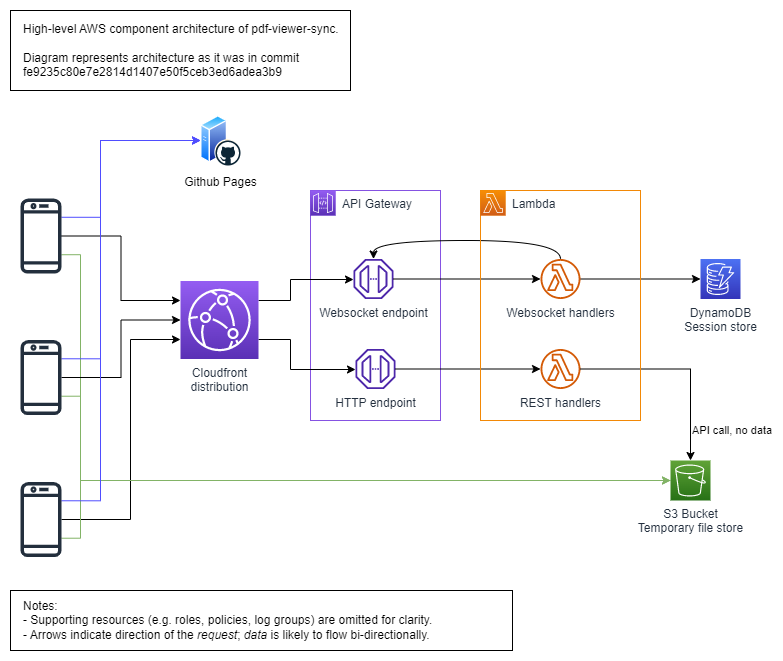 High-level AWS component architecture of pdf-viewer-sync.
Diagram represents architecture as it was in commit
fe9235c80e7e2814d1407e50f5ceb3ed6adea3b9
Github Pages
API Gateway
Lambda
Websocket endpoint
Websocket handlers
DynamoDB
Session store
Cloudfront
distribution
HTTP endpoint
REST handlers
API call, no data
S3 Bucket
Temporary file store
Notes:
- Supporting resources (e.g. roles, policies, log groups) are omitted for clarity.
- Arrows indicate direction of the request; data is likely to flow bi-directionally.